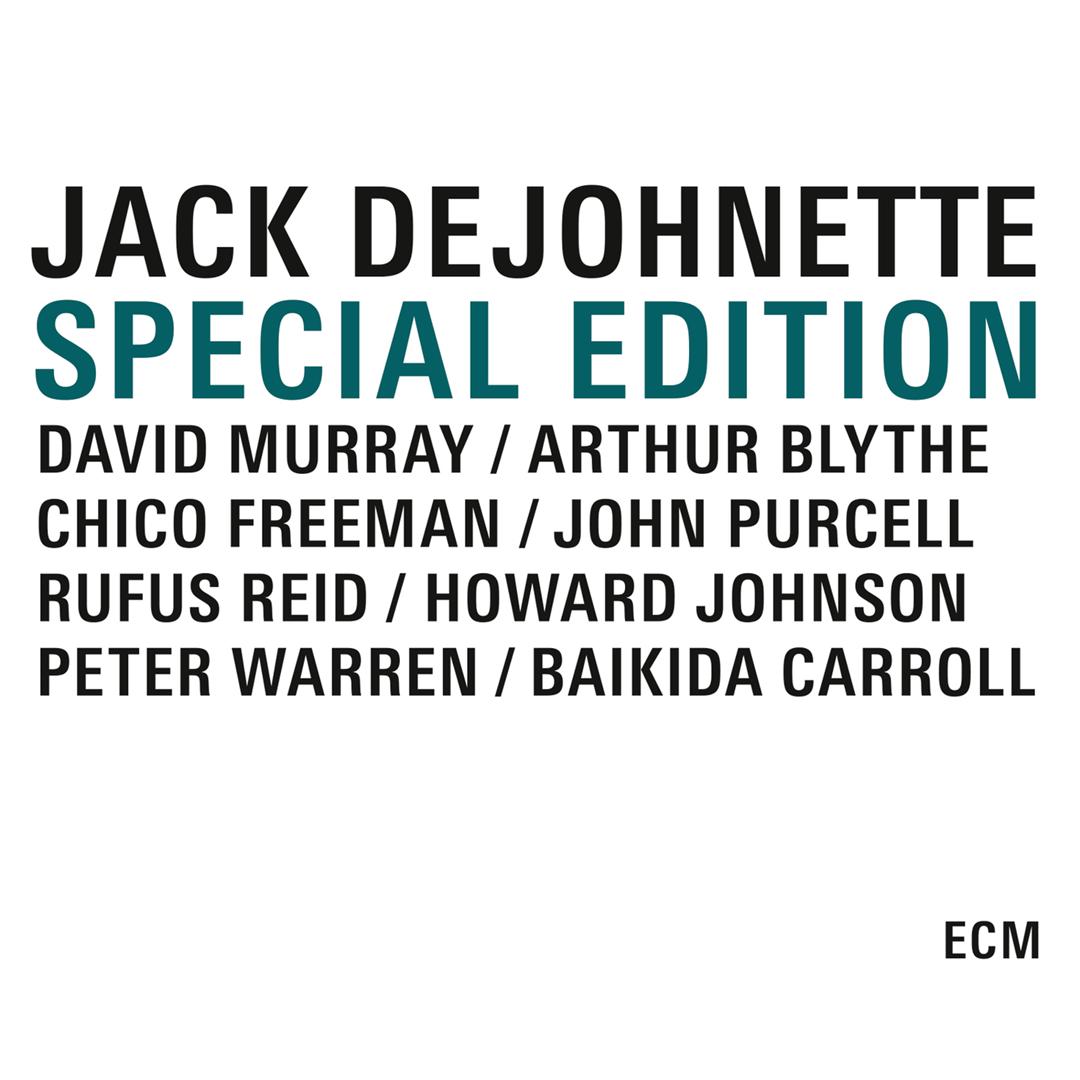 JACK DEJOHNETTE
SPECIAL EDITION
DAVID MURRAY / ARTHUR BLYTHE
CHICO FREEMAN / JOHN PURCELL
RUFUS REID / HOWARD JOHNSON
PETER WARREN / BAIKIDA CARROLL
ECM